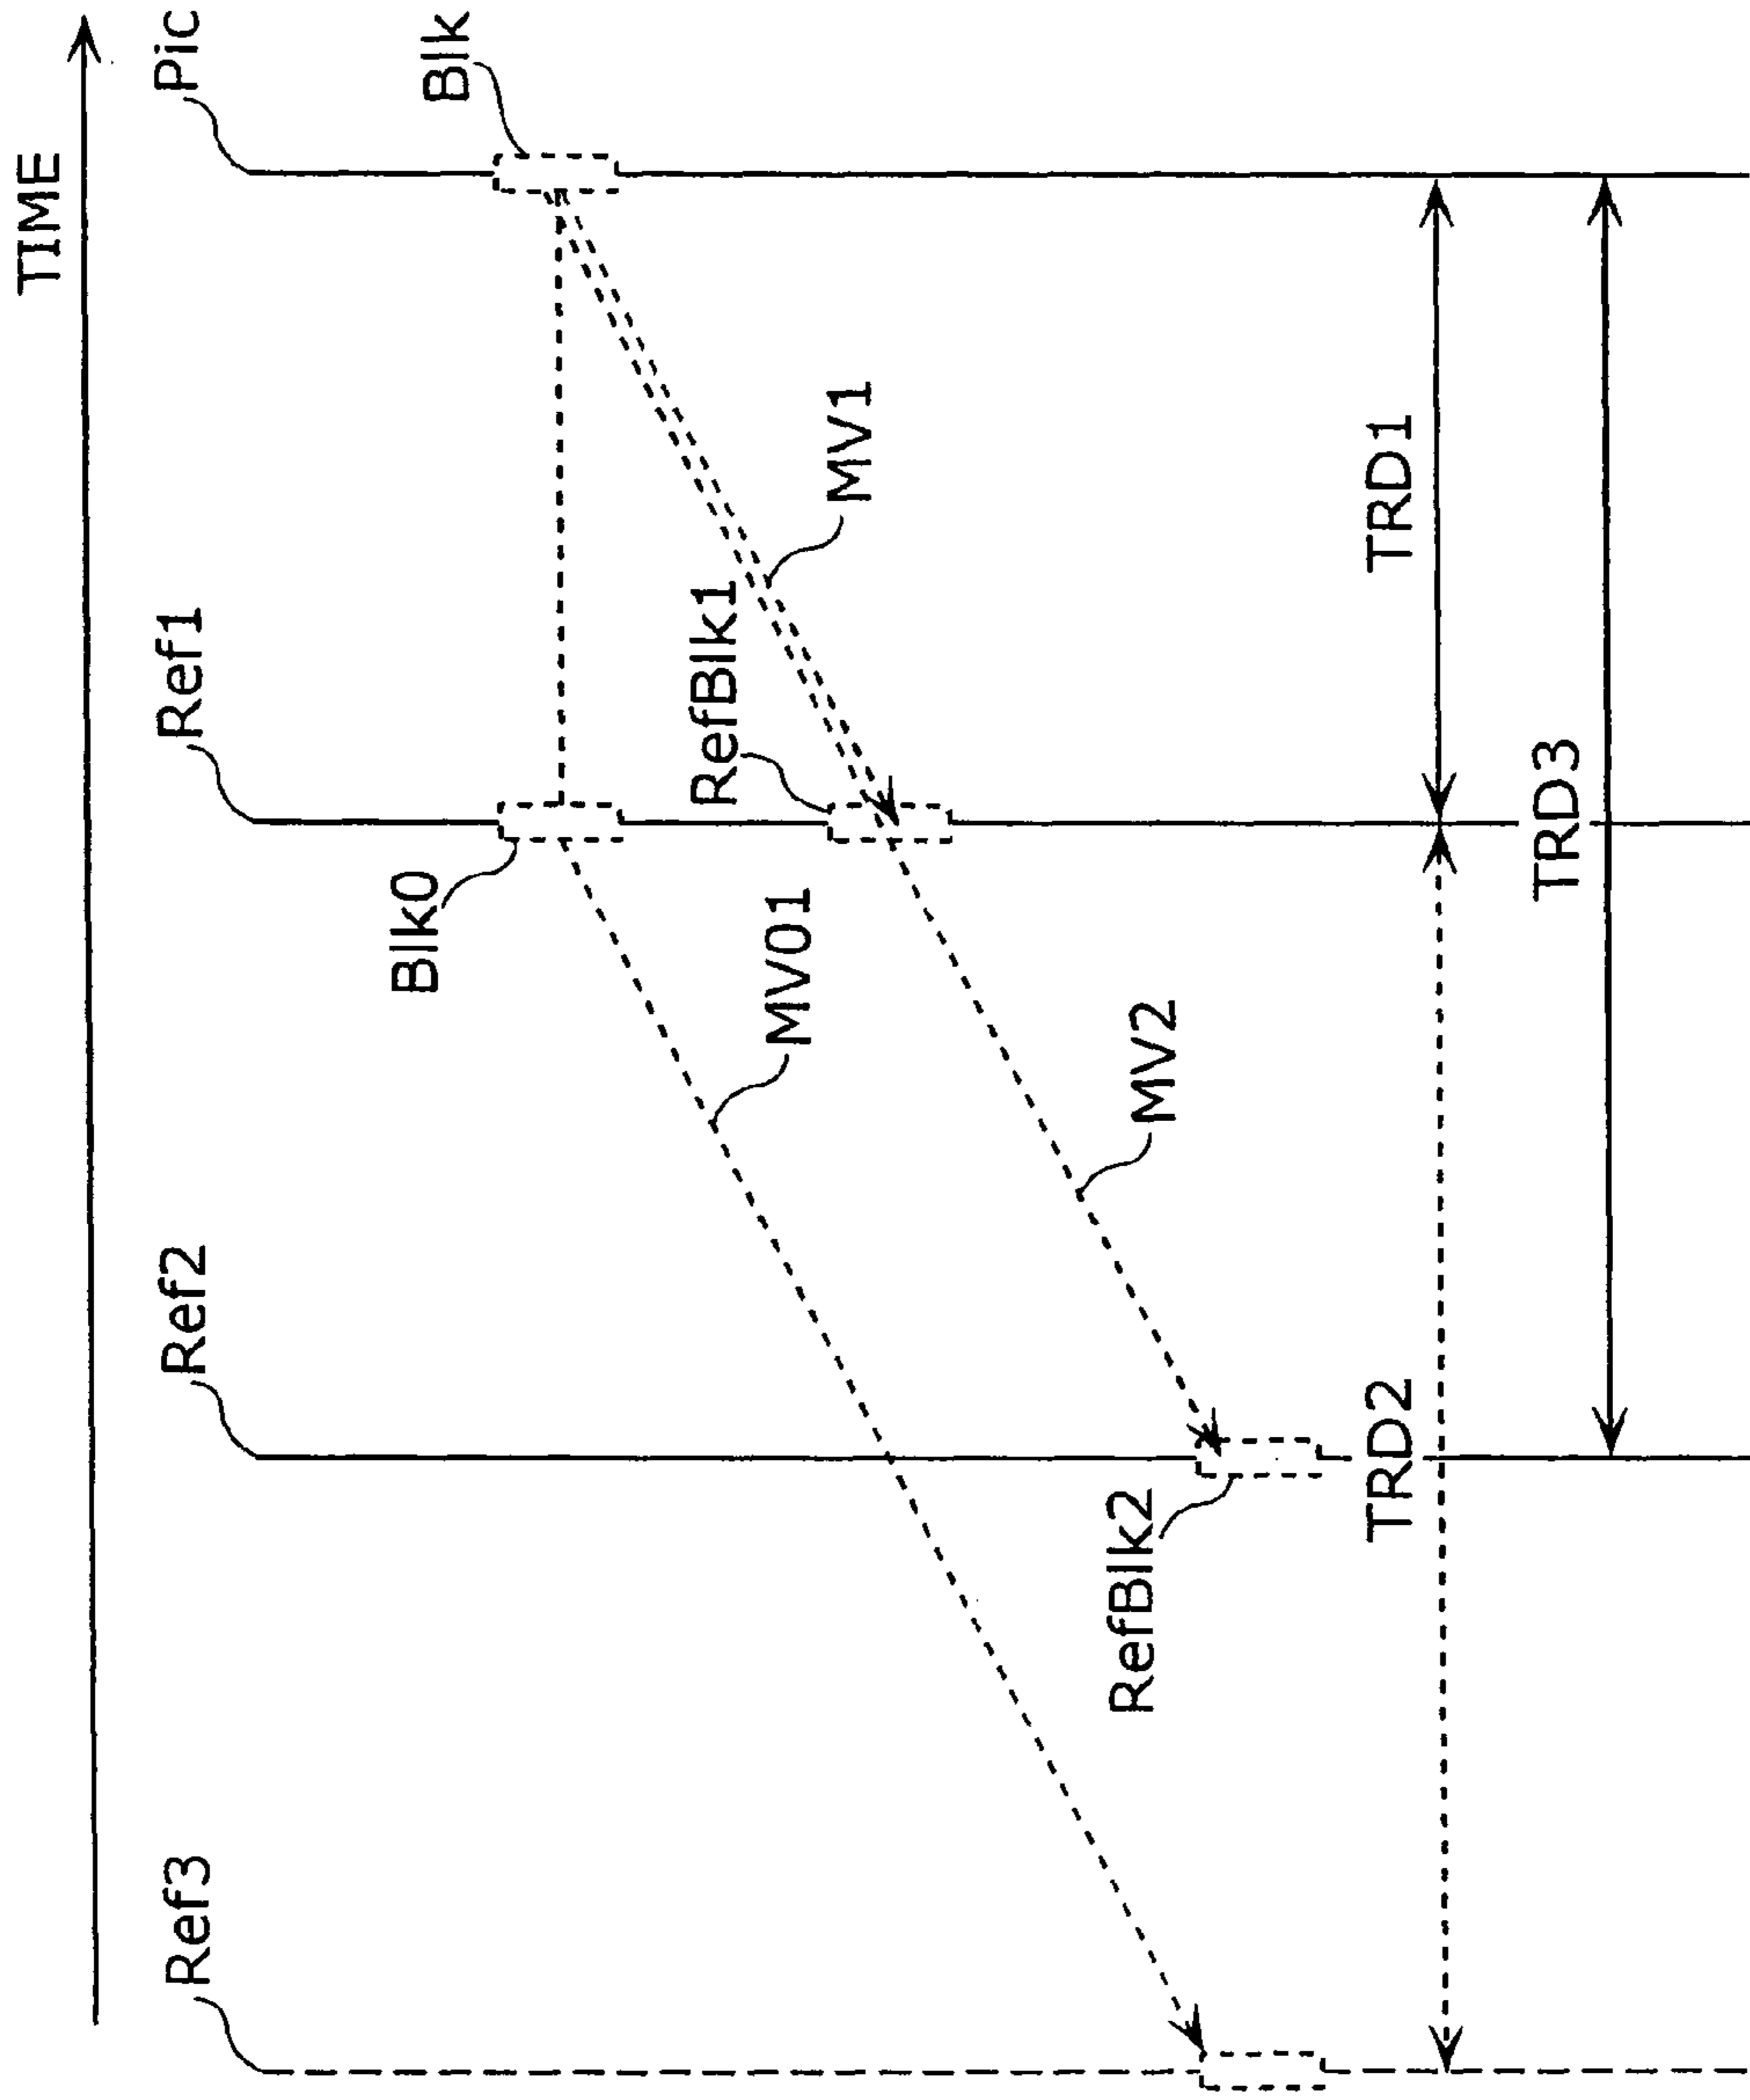 TIME
Ref3
Ref2
Ref1
Pic
Blk0
Blk
RefBlk1
MV01
MV1
RefBlk2
MV2
TRD2
TRD1
TRD3